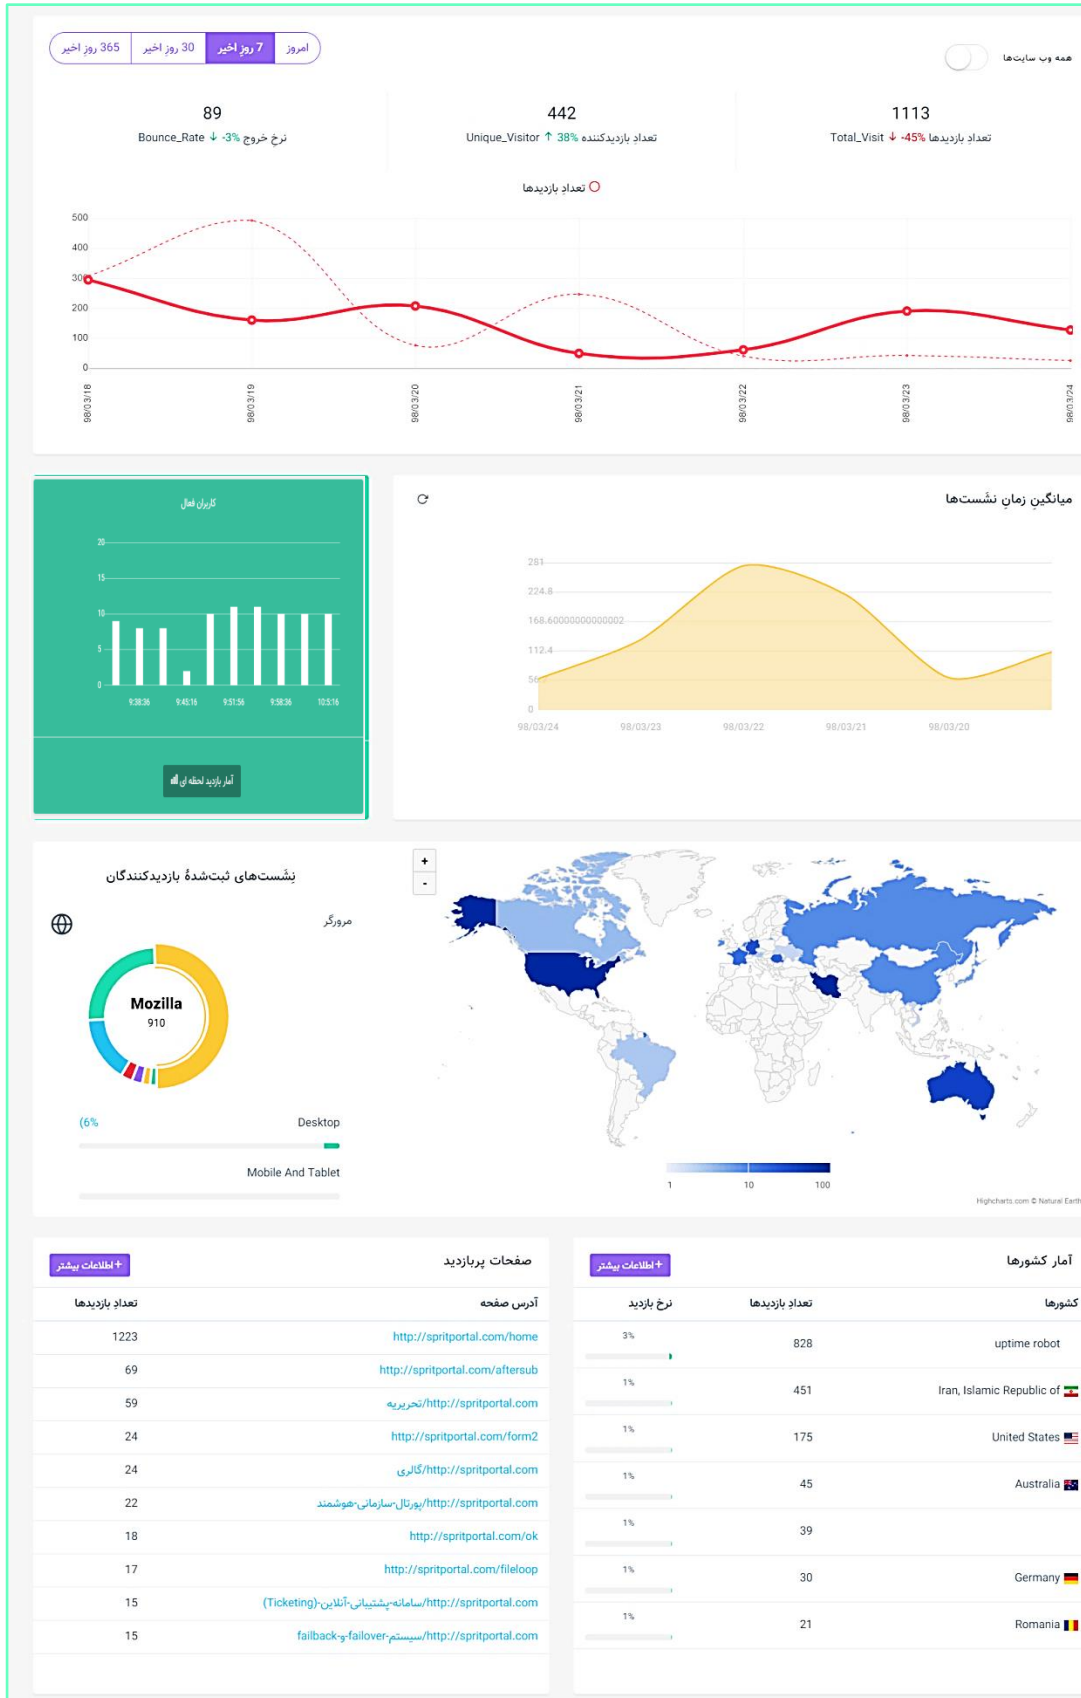 همه وب سایت‌ها
امروز
7 روزِ اخیر
30 روزِ اخیر
365 روزِ اخیر
1113
تعدادِ بازدیدها -45% ↓ Total_Visit
442
تعدادِ بازدیدکننده 38% ↑ Unique_Visitor
89
نرخِ خروج -3% ↓ Bounce_Rate
تعدادِ بازدیدها
500
400
300
200
100
0
98/03/18
98/03/19
98/03/20
98/03/21
98/03/22
98/03/23
98/03/24
میانگینِ زمانِ نشَست‌ها
281
224.8
168.60000000000002
112.4
56
0
98/03/24
98/03/23
98/03/22
98/03/21
98/03/20
کاربران فعال
20
15
10
5
0
9:38:36
9:45:16
9:51:56
9:58:36
10:5:16
آمار بازدید لحظه ای
+
-
1
10
100
Highcharts.com © Natural Earth
نِشَست‌های ثبت‌شدهٔ بازدیدکنندگان
مرورگر
Mozilla
910
Desktop
(6%
Mobile And Tablet
آمار کشورها
+ اطلاعات بیشتر
کشورها
تعدادِ بازدیدها
نرخ بازدید
uptime robot
828
3%
Iran, Islamic Republic of
451
1%
United States
175
1%
Australia
45
1%
39
1%
Germany
30
1%
Romania
21
1%
صفحات پربازدید
+ اطلاعات بیشتر
آدرس صفحه
تعدادِ بازدیدها
http://spritportal.com/home
1223
http://spritportal.com/aftersub
69
http://spritportal.com/تحریریه
59
http://spritportal.com/form2
24
http://spritportal.com/گالری
24
http://spritportal.com/پورتال-سازمانی-هوشمند
22
http://spritportal.com/ok
18
http://spritportal.com/fileloop
17
http://spritportal.com/سامانه-پشتیبانی-آنلاین-(Ticketing)
15
http://spritportal.com/سیستم-failover-و-failback
15